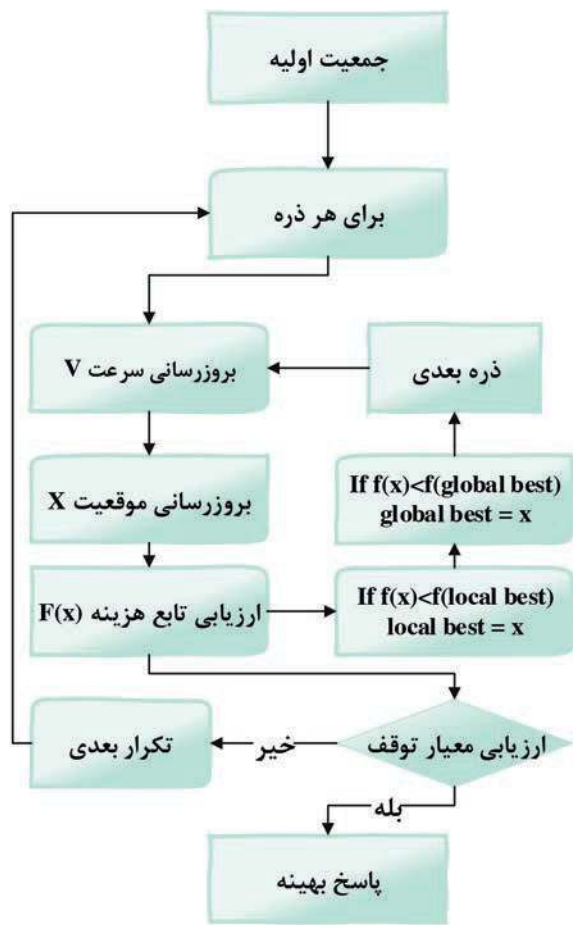 جمعیت اولیه
برای هر ذره
بروزرسانی سرعت V
ذره بعدی
بروزرسانی موقعیت X
If f(x)<f(global best)
global best = x
ارزیابی تابع هزینه F(x)
If f(x)<f(local best)
local best = x
ارزیابی معیار توقف
خیر
تکرار بعدی
بله
پاسخ بهینه